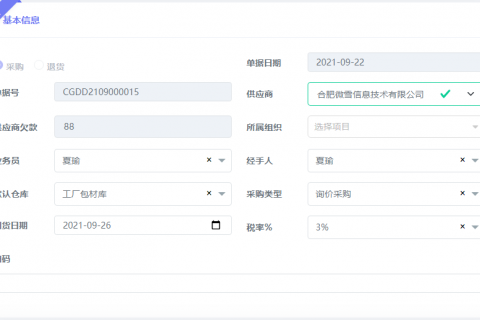 基本信息
采购 退货
单据日期 2021-09-22
据号 CGDD2109000015
供应商 合肥微雪信息技术有限公司
应商欠款 88
所属组织 选择项目
务员 夏瑜 ×
经手人 夏瑜 ×
认仓库 工厂包材库 ×
采购类型 询价采购 ×
货日期 2021-09-26
税率% 3% ×
码